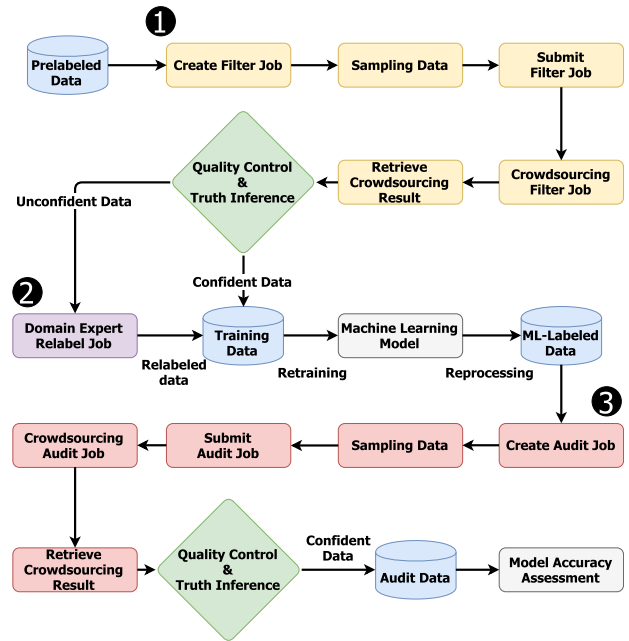 1
Prelabeled
Data
Create Filter Job
Sampling Data
Submit
Filter Job
Quality Control
&
Truth Inference
Retrieve
Crowdsourcing
Result
Crowdsourcing
Filter Job
Unconfident Data
Confident Data
2
Domain Expert
Relabel Job
Relabeled
data
Training
Data
Retraining
Machine Learning
Model
Reprocessing
ML-Labeled
Data
3
Crowdsourcing
Audit Job
Submit
Audit Job
Sampling Data
Create Audit Job
Retrieve
Crowdsourcing
Result
Quality Control
&
Truth Inference
Confident
Data
Audit Data
Model Accuracy
Assessment